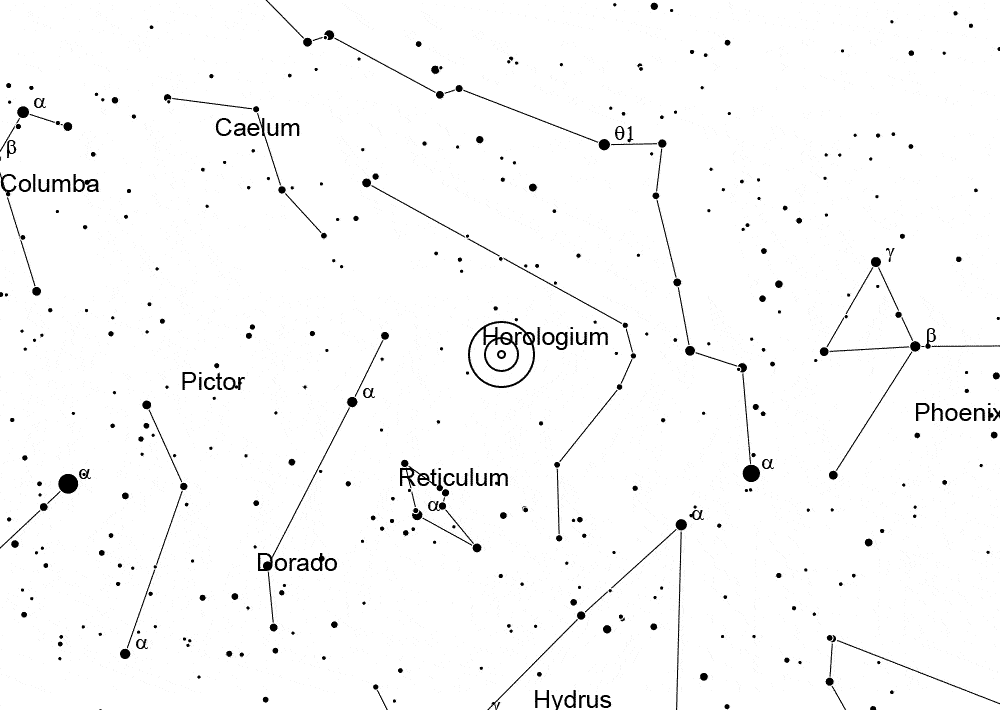 α
θ1
Caelum
β
Columba
γ
Horologium
β
Pictor
α
Phoenix
α
α
Reticulum
α
α
Dorado
α
Hydrus
γ